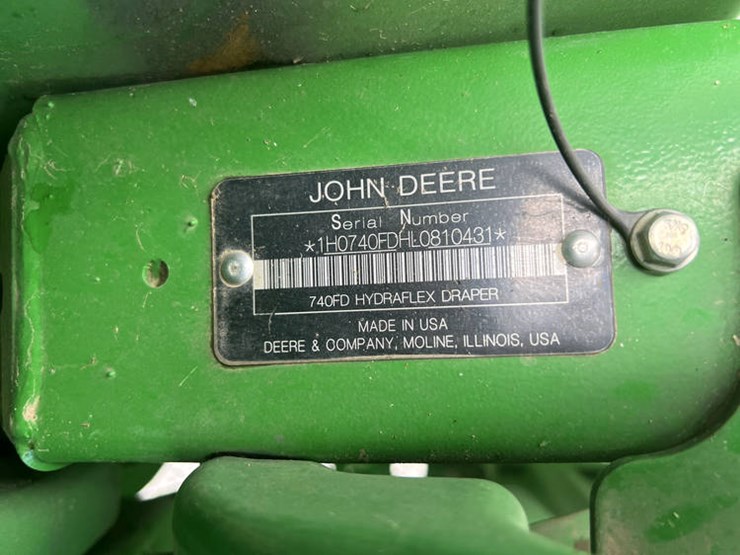 JOHN DEERE
Serial Number
*1H0740FDHL0810431*
740FD HYDRAFLEX DRAPER
MADE IN USA
DEERE & COMPANY, MOLINE, ILLINOIS, USA